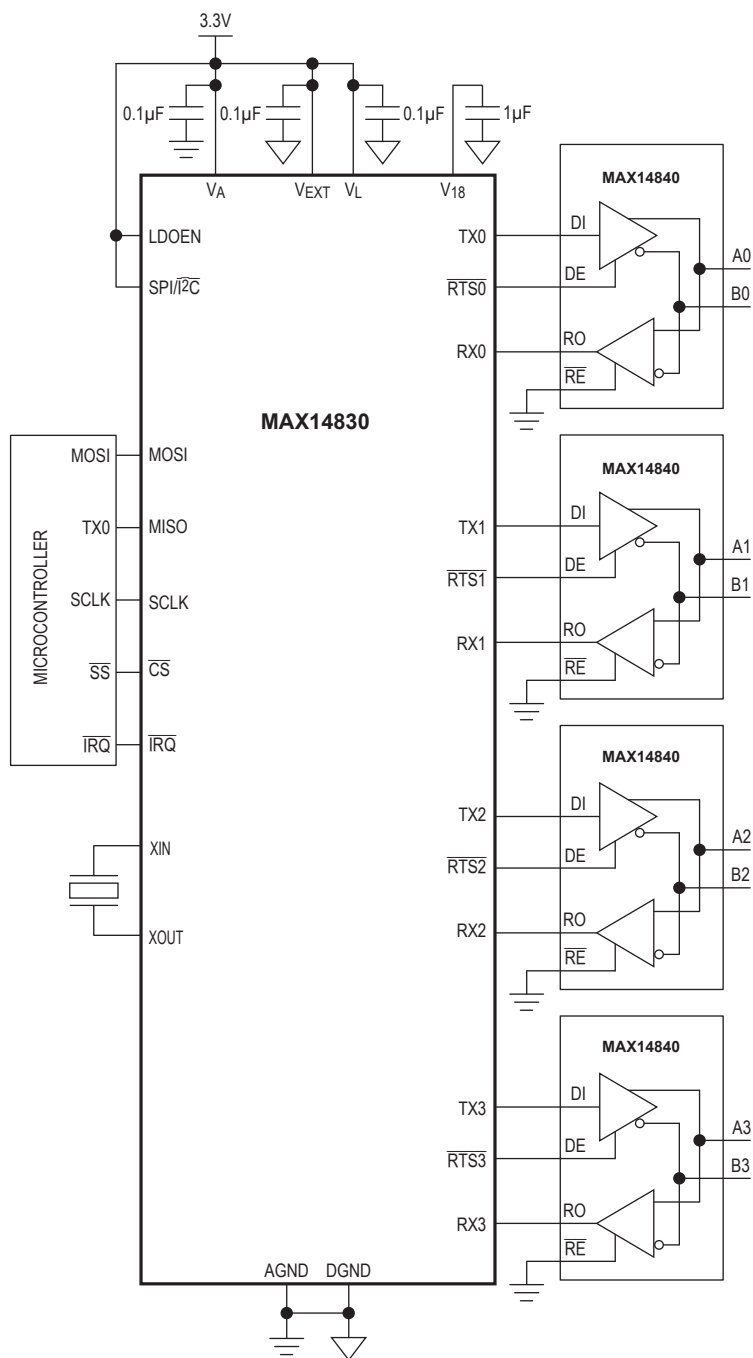 3.3V
0.1µF
0.1µF
0.1µF
1µF
VA
VEXT
VL
V18
LDOEN
SPI/I2C
MAX14830
MICROCONTROLLER
MOSI
MOSI
TX0
MISO
SCLK
SCLK
SS
CS
IRQ
IRQ
XIN
XOUT
AGND
DGND
TX0
RTS0
RX0
MAX14840
DI
DE
RO
RE
A0
B0
TX1
RTS1
RX1
MAX14840
DI
DE
RO
RE
A1
B1
TX2
RTS2
RX2
MAX14840
DI
DE
RO
RE
A2
B2
TX3
RTS3
RX3
MAX14840
DI
DE
RO
RE
A3
B3